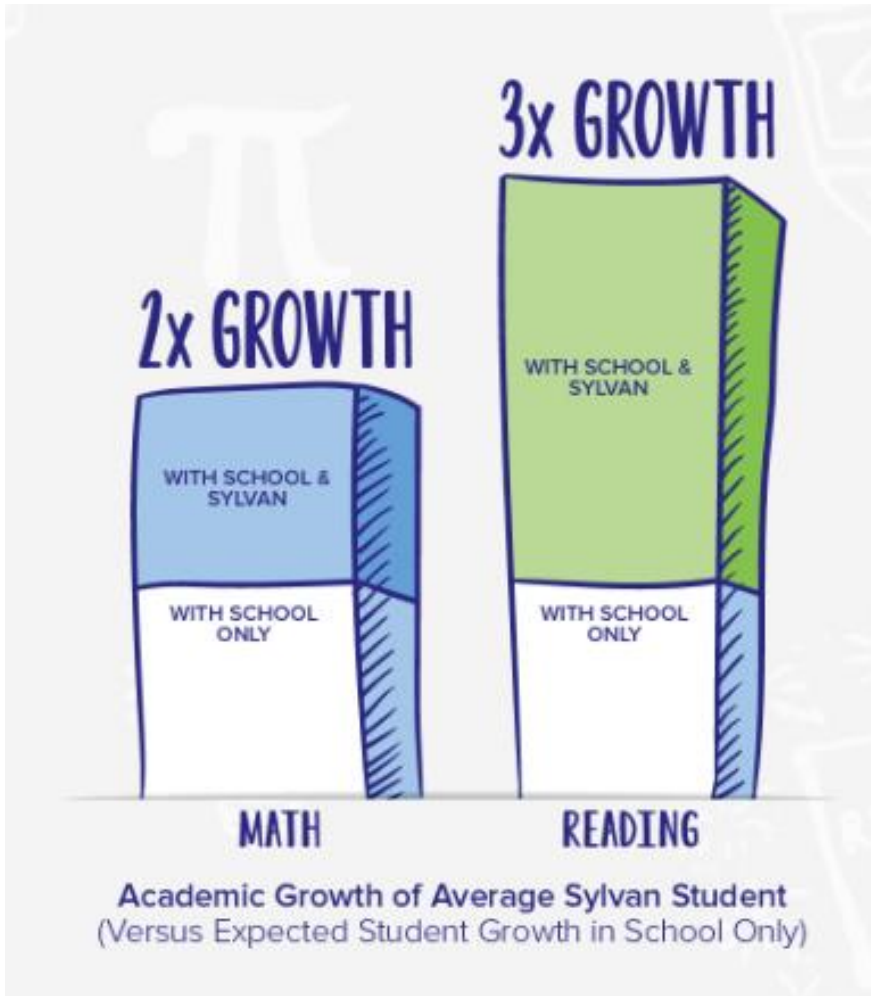 3x GROWTH
2x GROWTH
WITH SCHOOL &
SYLVAN
WITH SCHOOL &
SYLVAN
WITH SCHOOL
ONLY
WITH SCHOOL
ONLY
MATH
READING
Academic Growth of Average Sylvan Student
(Versus Expected Student Growth in School Only)
π